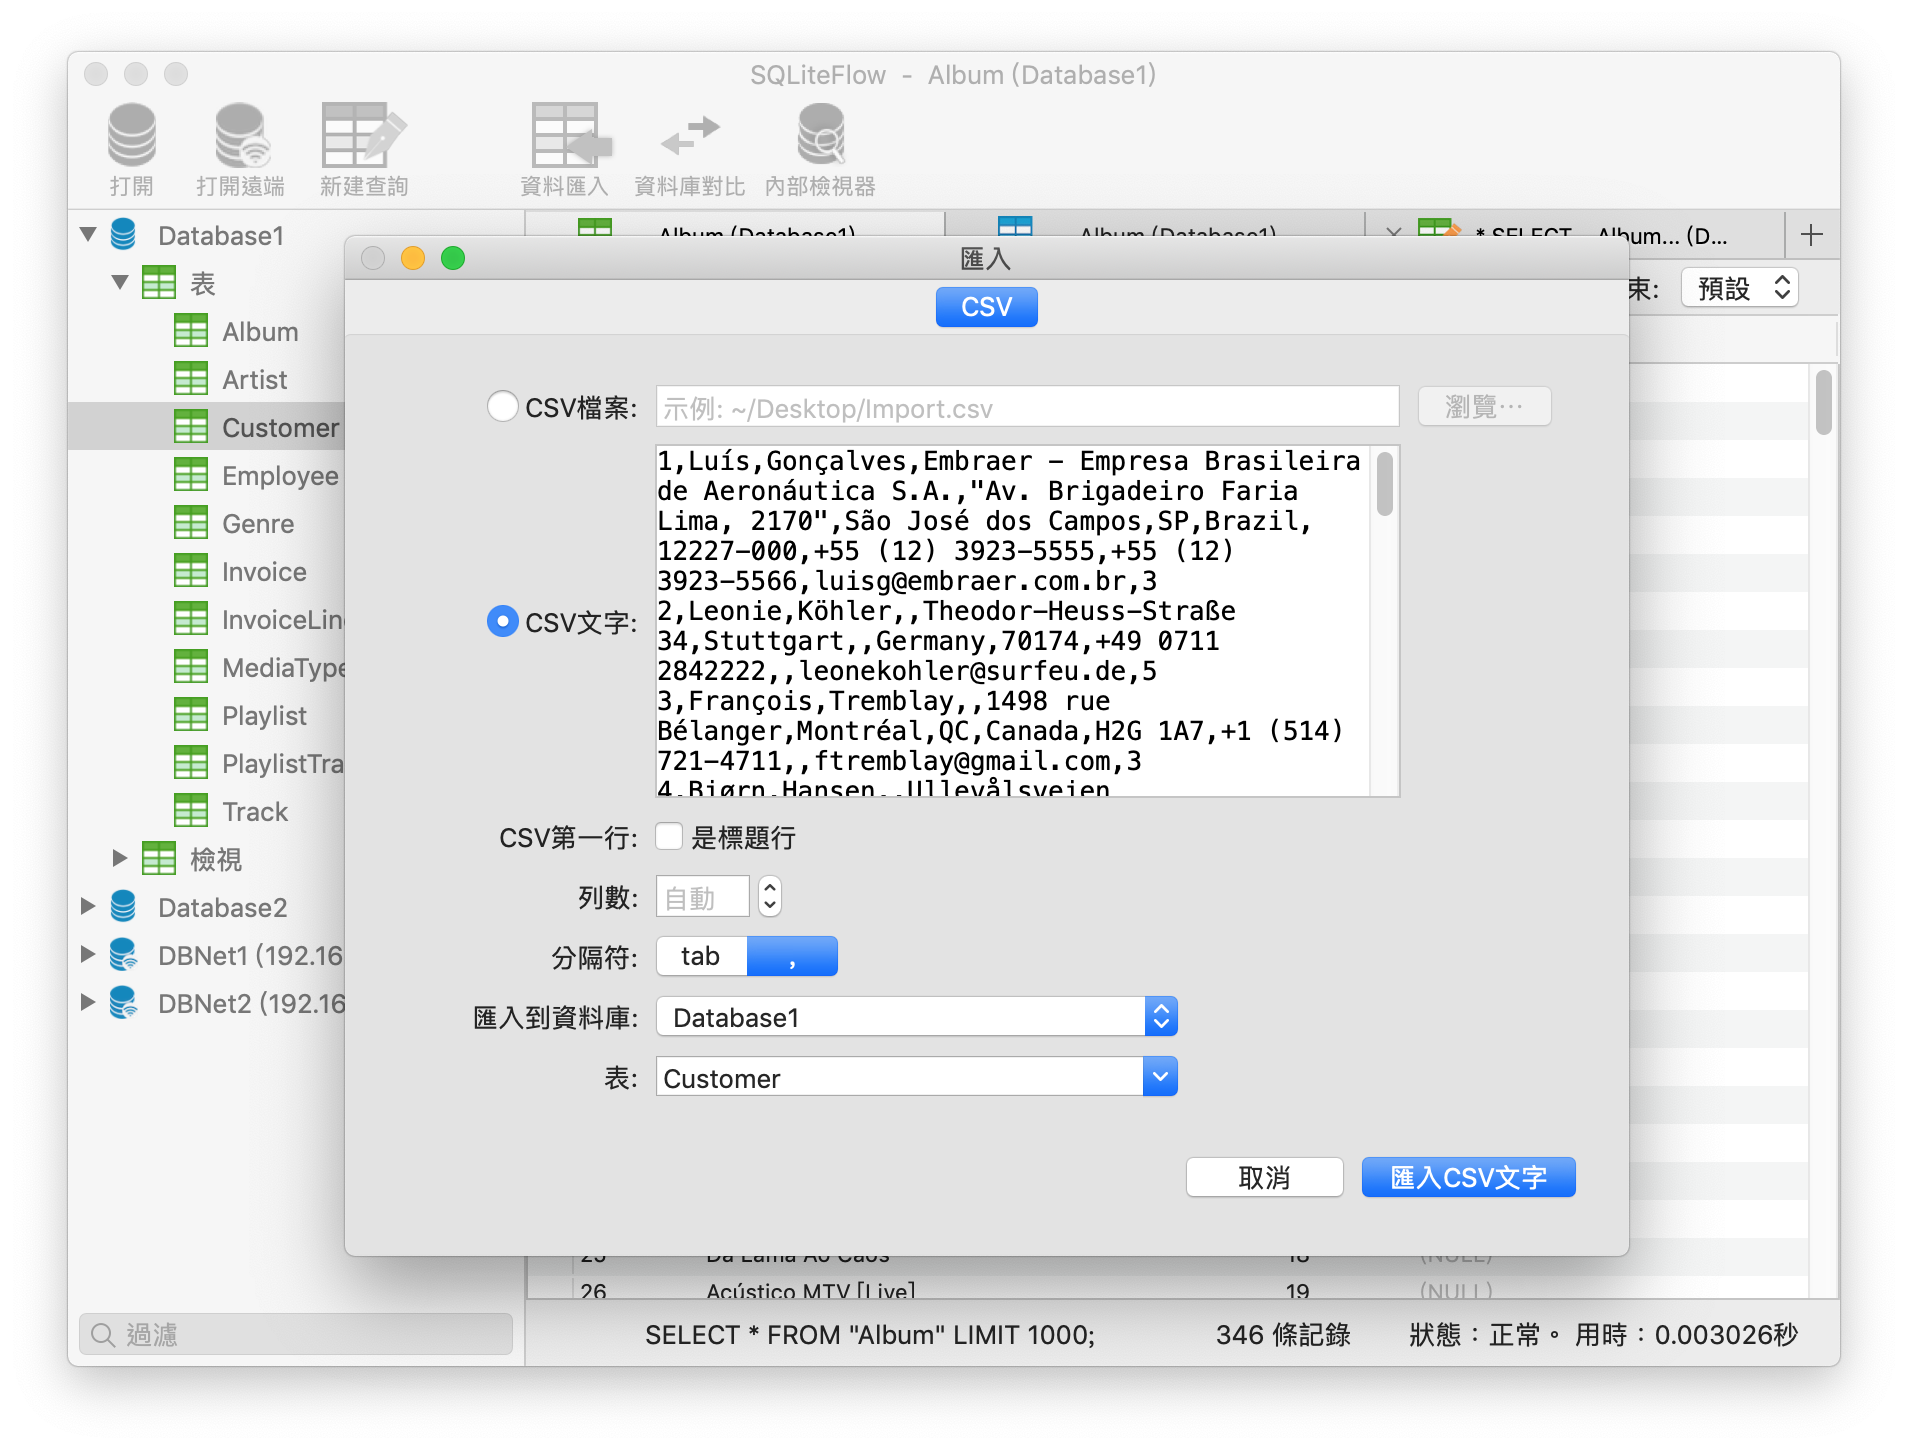 SQLiteFlow - Album (Database1)
打開
打開遠端
新建查詢
資料匯入
資料庫對比
內部檢視器
Database1
表
Album
Artist
Customer
Employee
Genre
Invoice
MediaType
Playlist
Track
檢視
Database2
DBNet1 (192.16
DBNet2 (192.16
過濾
Album (Database1)
Album (Database1)
* SELECT... Album... (D...
束:
預設
匯入
CSV
CSV檔案:
示例: ~/Desktop/Import.csv
瀏覽…
CSV文字:
1,Luís,Gonçalves,Embraer – Empresa Brasileira
de Aeronáutica S.A.,"Av. Brigadeiro Faria
Lima, 2170",São José dos Campos,SP,Brazil,
12227-000,+55 (12) 3923-5555,+55 (12)
3923-5566,luisg@embraer.com.br,3
2,Leonie,Köhler,,Theodor-Heuss-Straße
34,Stuttgart,,Germany,70174,+49 0711
2842222,,leonekohler@surfeu.de,5
3,François,Tremblay,,1498 rue
Bélanger,Montréal,QC,Canada,H2G 1A7,+1 (514)
721-4711,,ftremblay@gmail.com,3
4,Bjørn,Hansen,,Ullevålsveien
CSV第一行:
是標題行
列數:
自動
分隔符:
tab
,
匯入到資料庫:
Database1
表:
Customer
取消
匯入CSV文字
25 Da Lama Ao Caos 18 (NULL)
26 Acústico MTV [Live] 19 (NULL)
SELECT * FROM "Album" LIMIT 1000;
346 條記錄
狀態：正常。 用時：0.003026秒